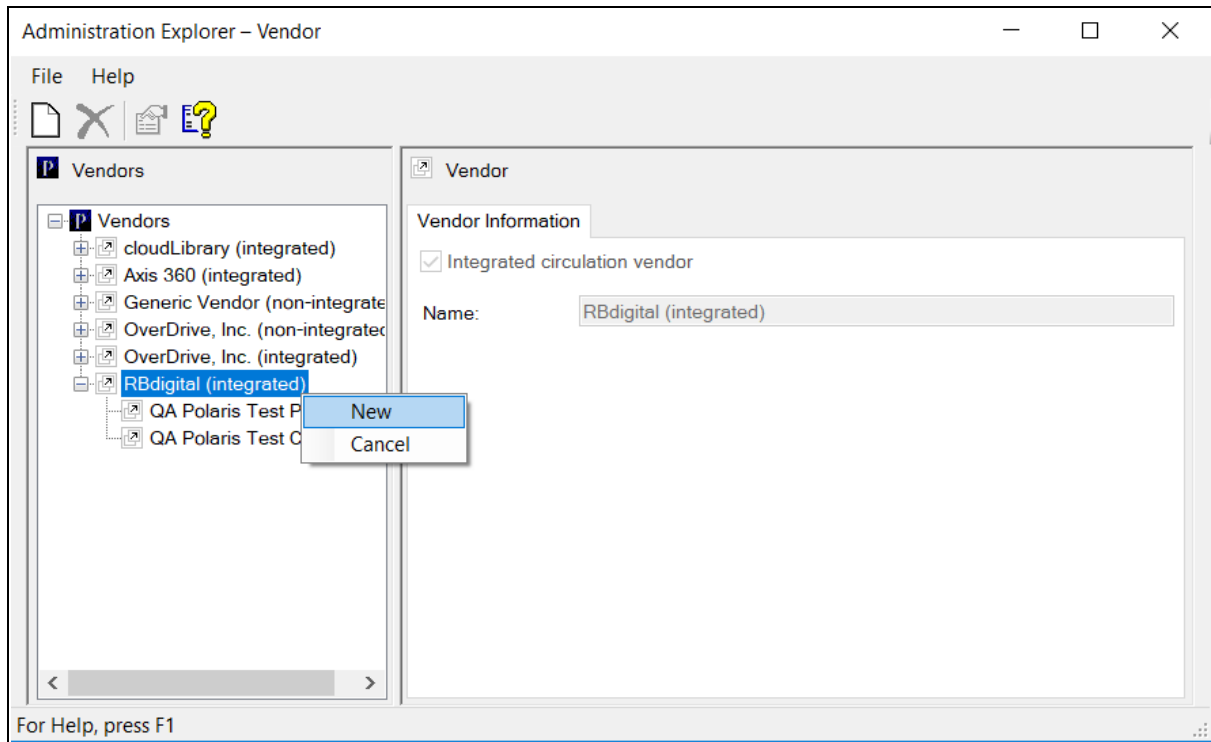 Administration Explorer – Vendor
File Help
Vendors
Vendors
cloudLibrary (integrated)
Axis 360 (integrated)
Generic Vendor (non-integrate
OverDrive, Inc. (non-integrated
OverDrive, Inc. (integrated)
RBdigital (integrated)
QA Polaris Test P
QA Polaris Test C
New
Cancel
Vendor
Vendor Information
Integrated circulation vendor
Name: RBdigital (integrated)
For Help, press F1